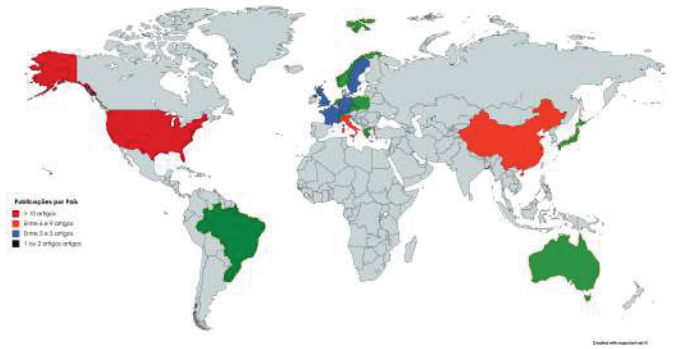 Publicações por País
> 10 artigos
Entre 6 e 9 artigos
Entre 3 e 5 artigos
1 ou 2 artigos artigos
Created with mapchart.net ©